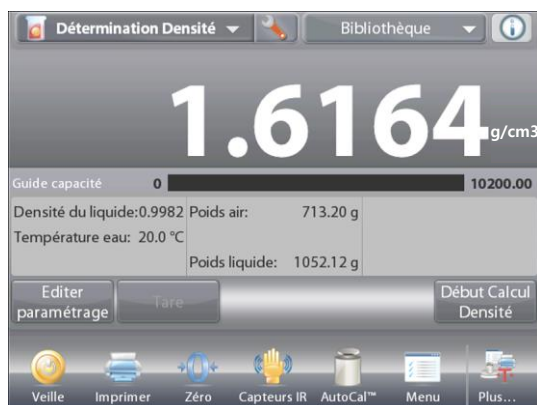 Détermination Densité Bibliothèque
1.6164 g/cm3
Guide capacité 0 10200.00
Densité du liquide:0.9982 Poids air: 713.20 g
Température eau: 20.0 °C
Poids liquide: 1052.12 g
Editer paramétrage
Tare
Début Calcul Densité
Veille Imprimer Zéro Capteurs IR AutoCal™ Menu Plus...